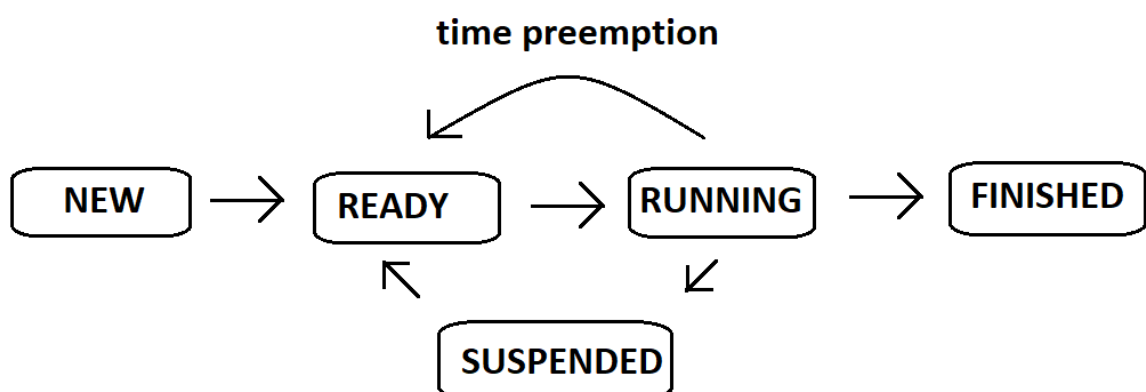 time preemption
NEW
READY
RUNNING
FINISHED
SUSPENDED